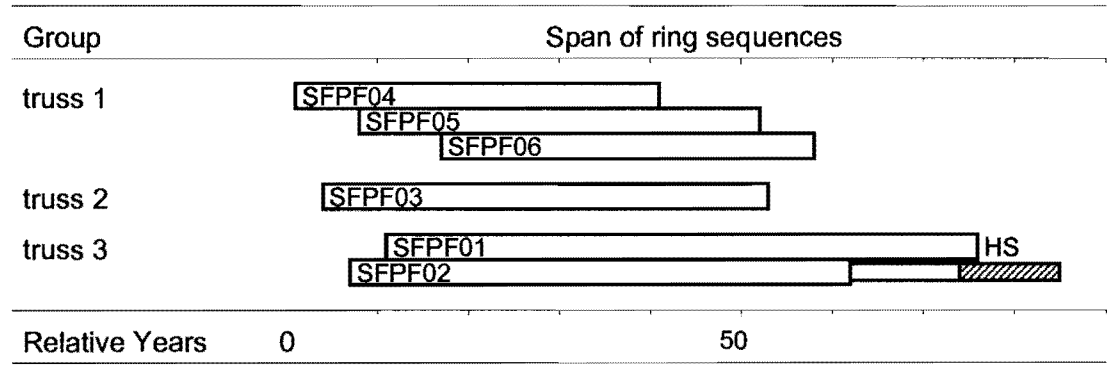 Group Span of ring sequences
truss 1 SFPF04
SFPF05
SFPF06
truss 2 SFPF03
truss 3 SFPF01 HS
SFPF02
Relative Years 0 50